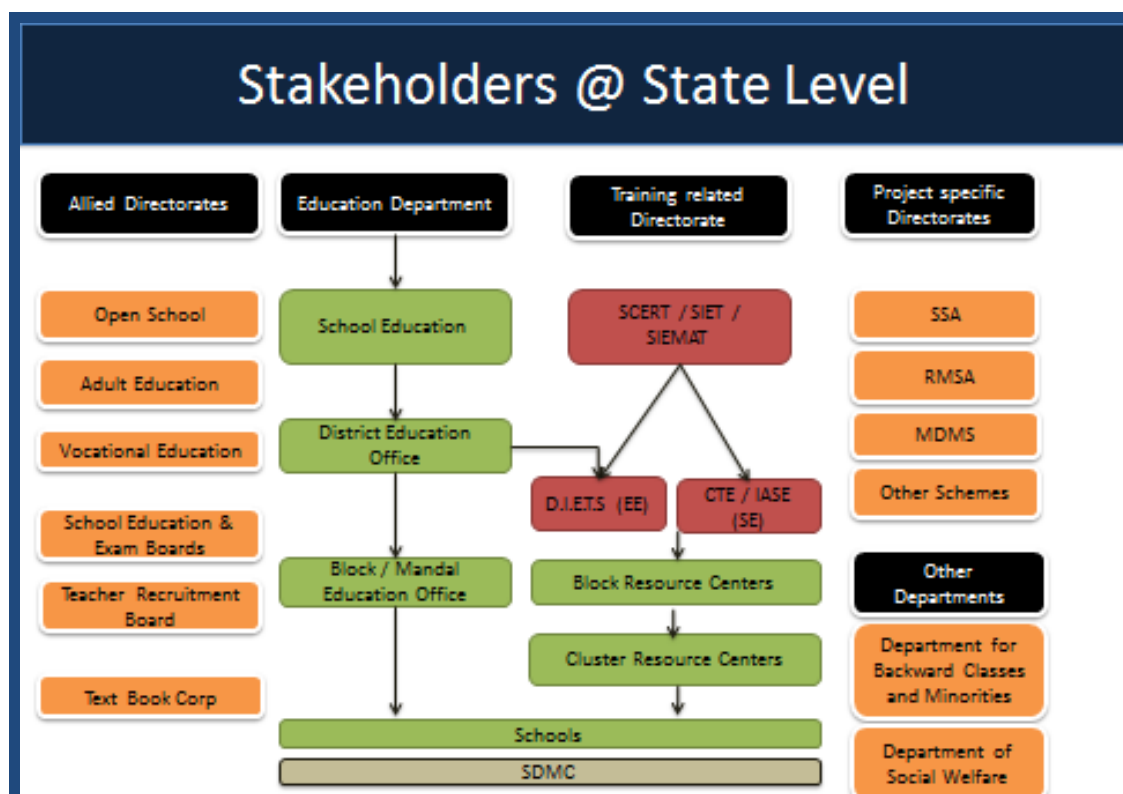 Stakeholders @ State Level
Allied Directorates
Education Department
Training related
Directorate
Project specific
Directorates
Open School
School Education
SCERT / SIET /
SIEMAT
SSA
Adult Education
RMSA
Vocational Education
District Education
Office
MDMS
D.I.E.T.S (EE)
CTE / IASE
(SE)
Other Schemes
School Education &
Exam Boards
Block / Mandal
Education Office
Block Resource Centers
Other
Departments
Teacher Recruitment
Board
Cluster Resource Centers
Department for
Backward Classes
and Minorities
Text Book Corp
Schools
SDMC
Department of
Social Welfare